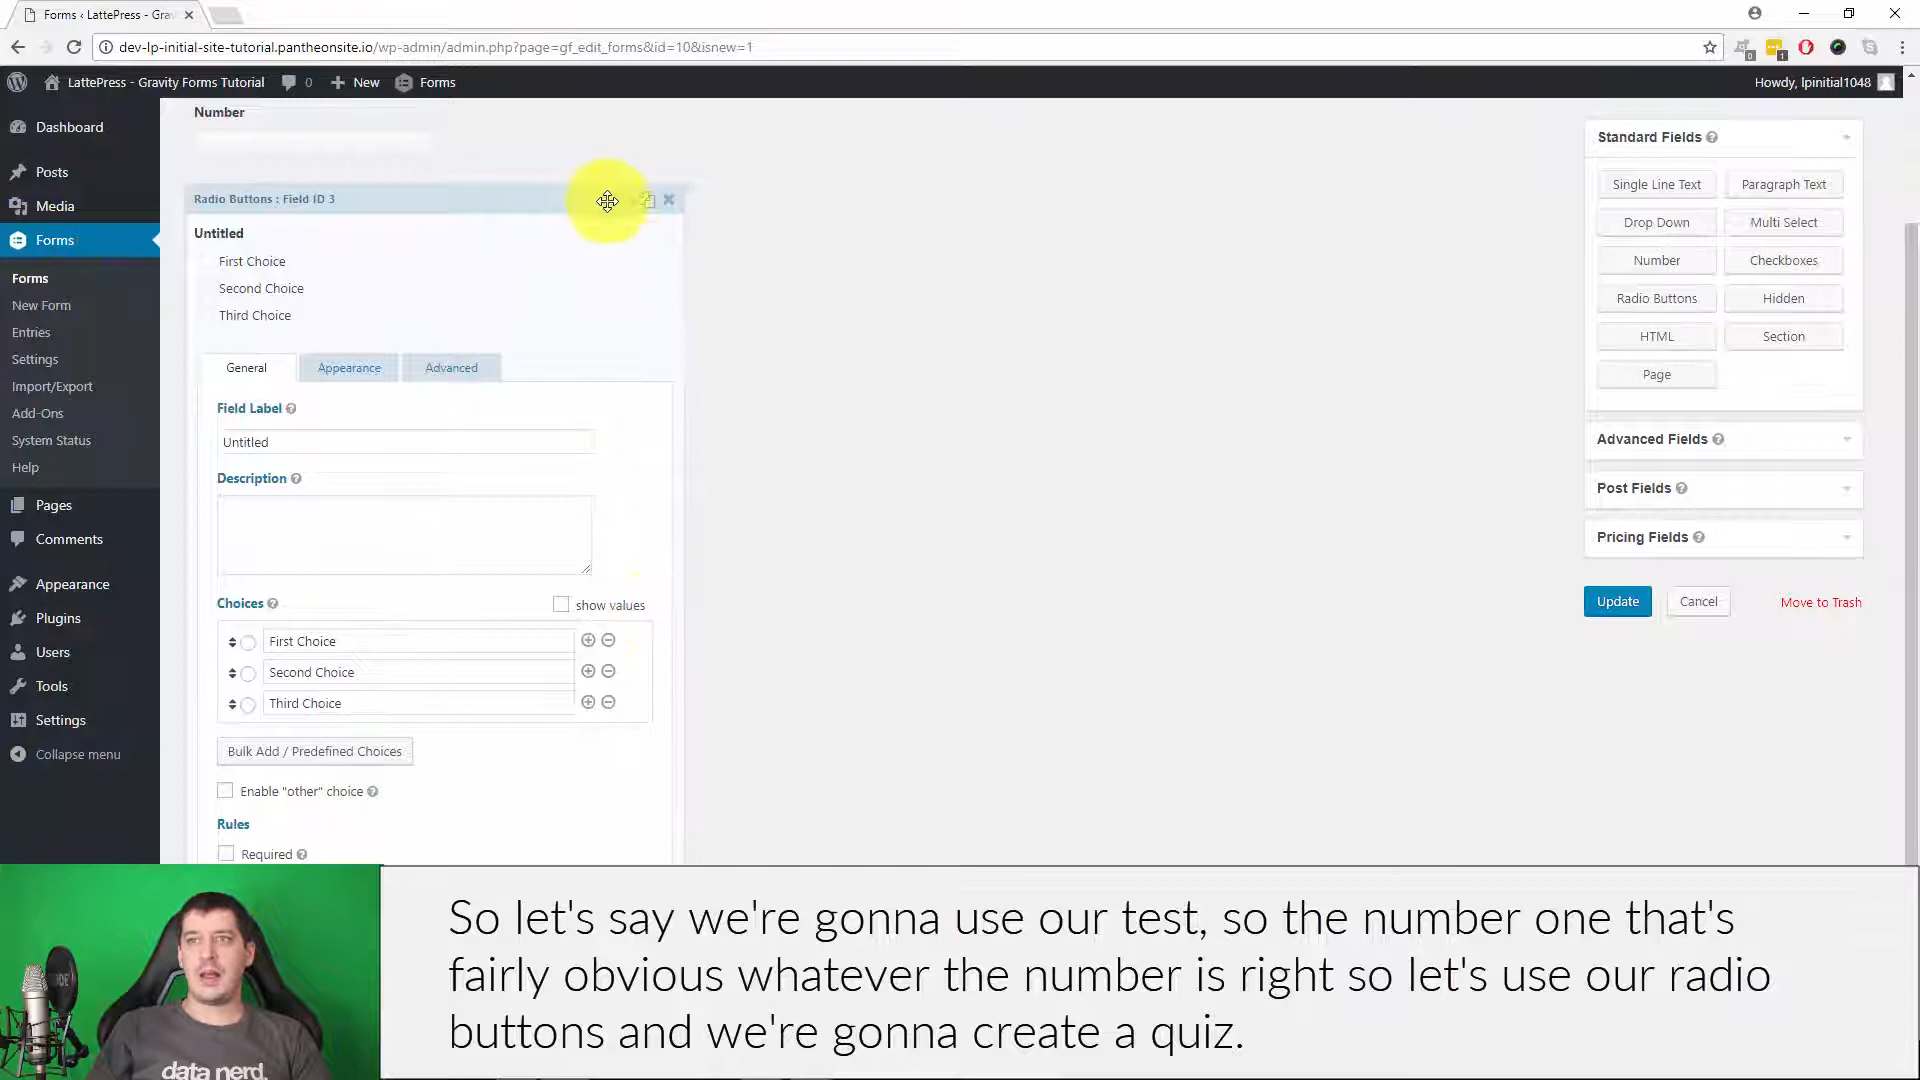 Forms ‹ LattePress - Gra
dev-lp-initial-site-tutorial.pantheonsite.io/wp-admin/admin.php?page=gf_edit_forms&id=10&isnew=1
0
1
LattePress - Gravity Forms Tutorial
0
New
Forms
Howdy, lpinitial1048
Dashboard
Posts
Media
Forms
Forms
New Form
Entries
Settings
Import/Export
Add-Ons
System Status
Help
Pages
Comments
Appearance
Plugins
Users
Tools
Settings
Collapse menu
Number
Radio Buttons : Field ID 3
Untitled
First Choice
Second Choice
Third Choice
General Appearance Advanced
Field Label
Untitled
Description
Choices
show values
First Choice
Second Choice
Third Choice
Bulk Add / Predefined Choices
Enable "other" choice
Rules
Required
Standard Fields
Single Line Text Paragraph Text
Drop Down Multi Select
Number Checkboxes
Radio Buttons Hidden
HTML Section
Page
Advanced Fields
Post Fields
Pricing Fields
Update Cancel Move to Trash
data nerd.
So let's say we're gonna use our test, so the number one that's
fairly obvious whatever the number is right so let's use our radio
buttons and we're gonna create a quiz.